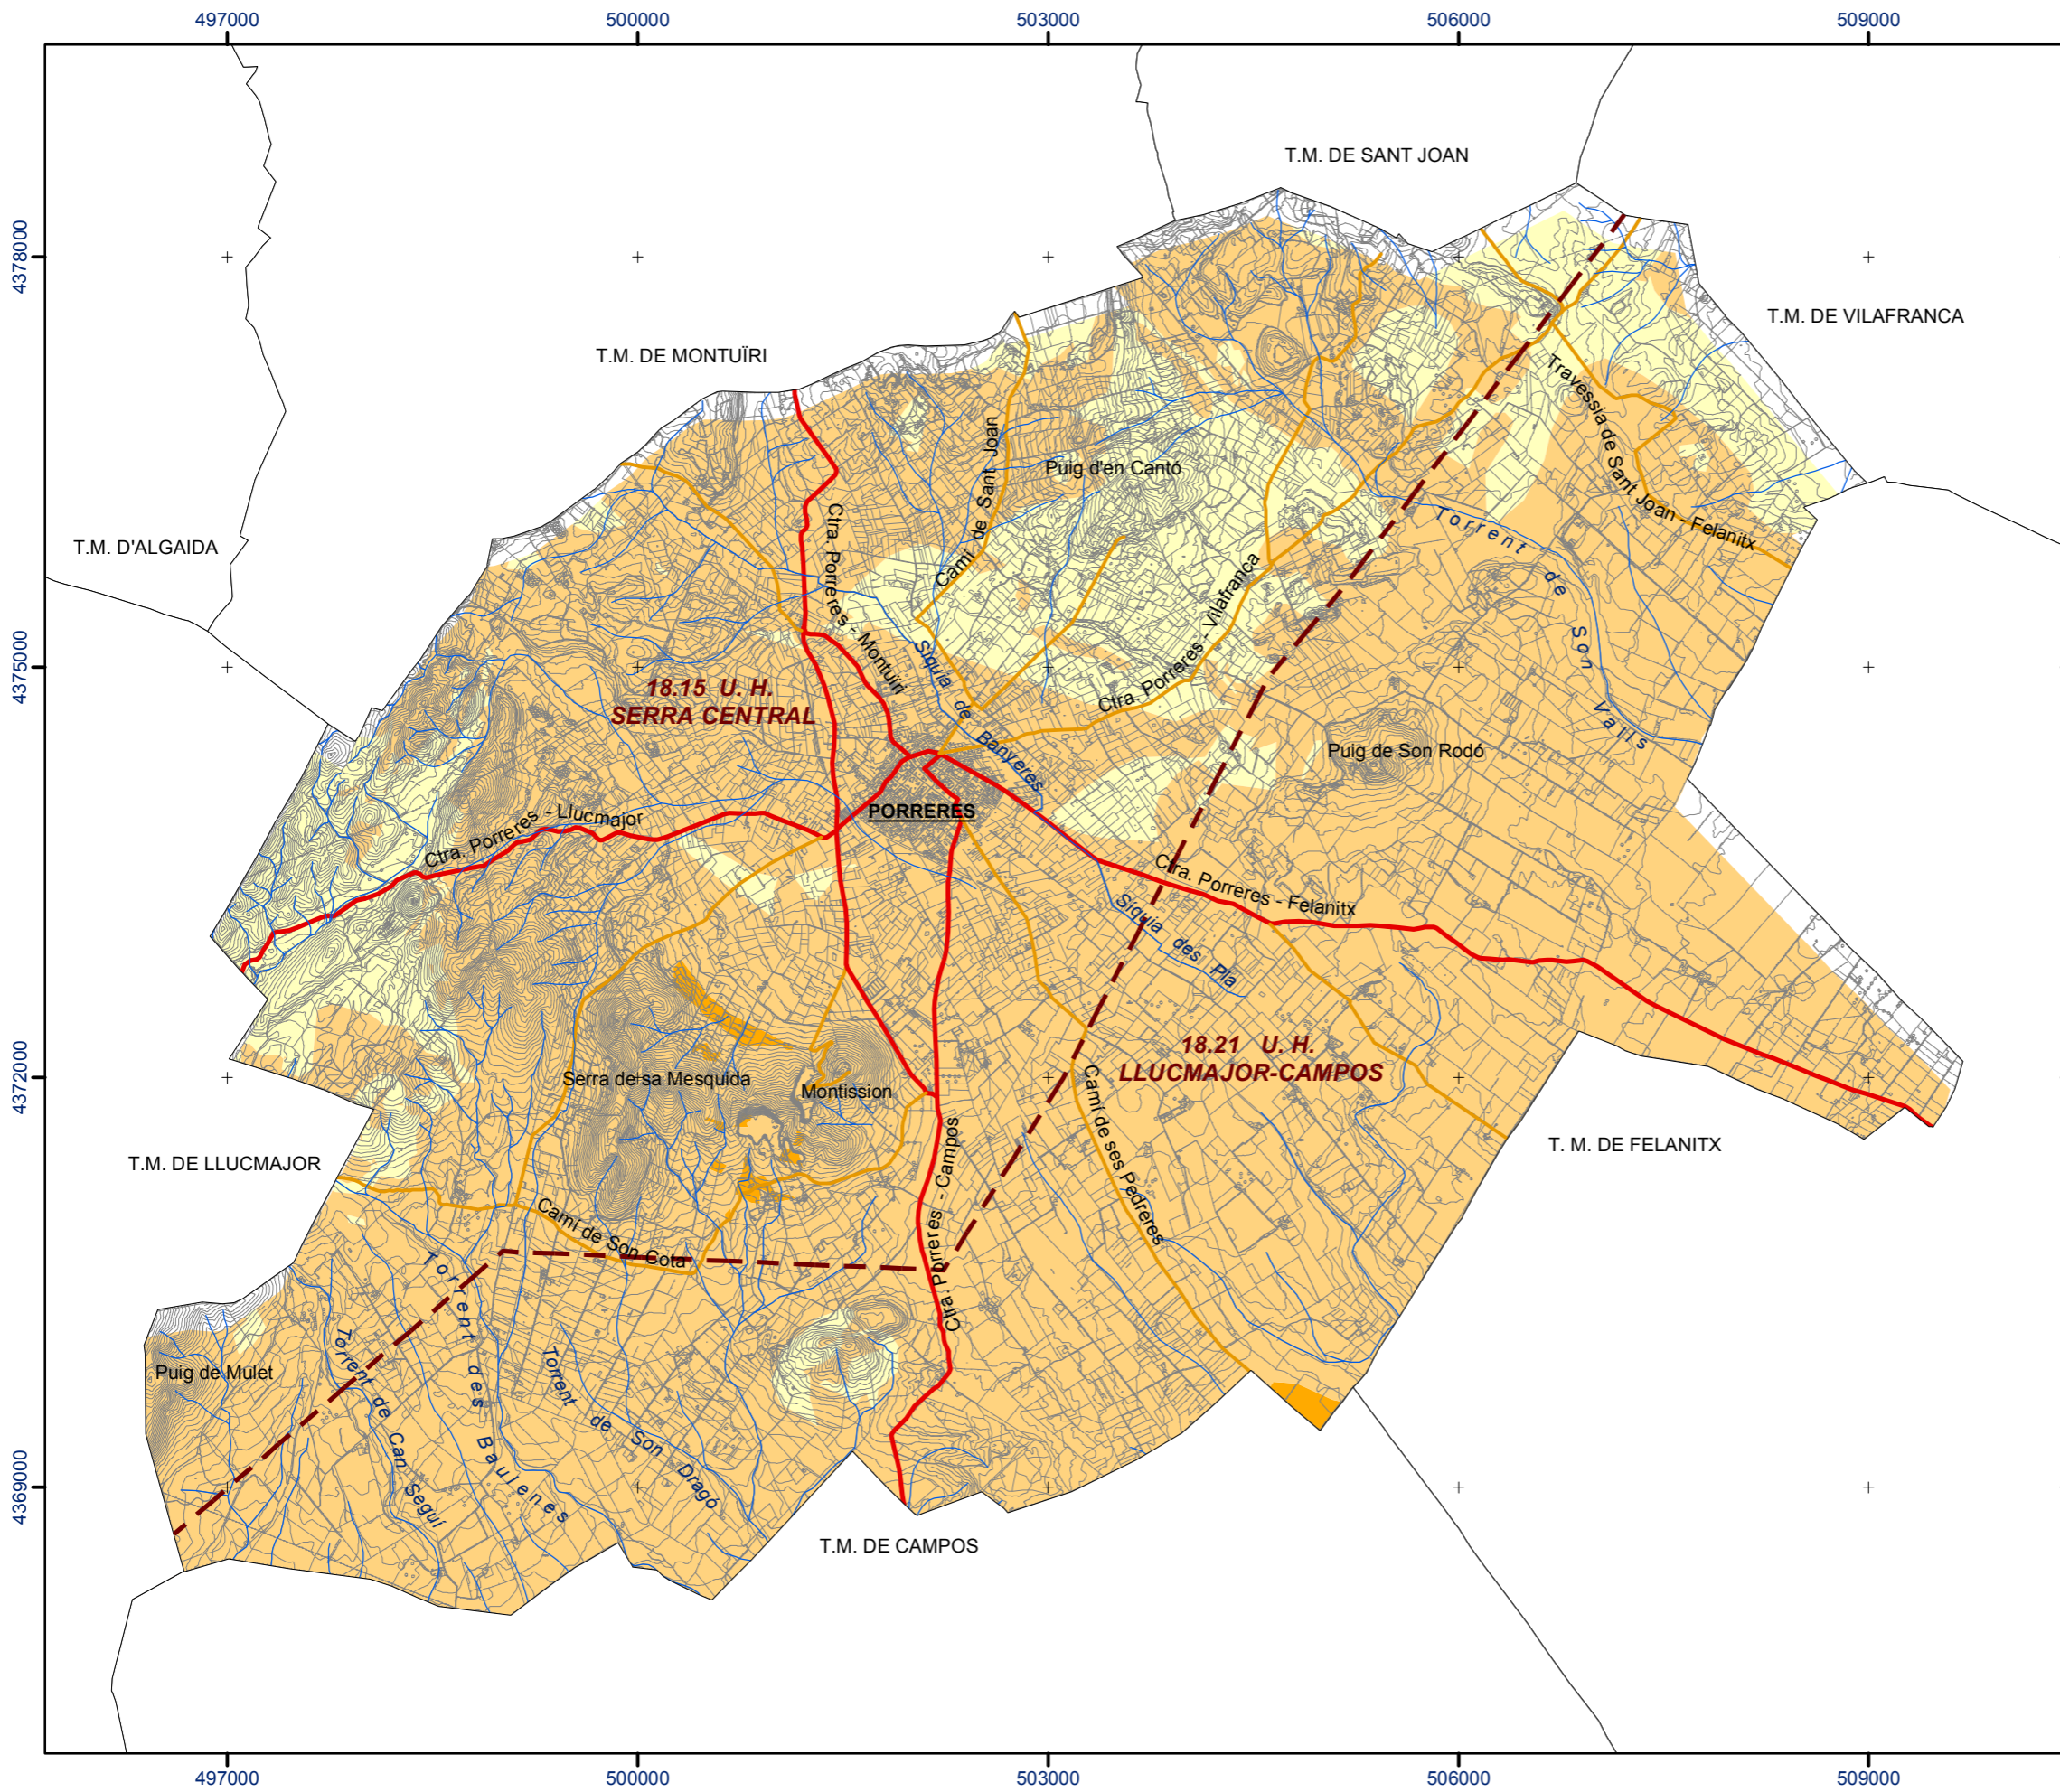 497000
500000
503000
506000
509000
T.M. DE SANT JOAN
4378000
T.M. DE VILAFRANCA
T.M. DE MONTUÏRI
Travessia de Sant Joan - Felanitx
Camí de Sant Joan
Puig d'en Cantó
Ctra. Porreres - Montuïri
Torrent de Son Valls
T.M. D'ALGAIDA
Ctra. Porreres - Vilafranca
4375000
Síquia de Banyeres
18.15 U. H.
SERRA CENTRAL
Puig de Son Rodó
PORRERES
Ctra. Porreres - Llucmajor
Ctra. Porreres - Felanitx
Síquia des Pla
18.21 U. H.
LLUCMAJOR-CAMPOS
4372000
Serra de sa Mesquida
Montission
Camí de ses Pedreres
T. M. DE FELANITX
T.M. DE LLUCMAJOR
Ctra. Porreres - Campos
Camí de Son Cota
Torrent des Baulenes
Torrent de Can Seguí
Torrent de Son Dragó
Puig de Mulet
4369000
T.M. DE CAMPOS
497000
500000
503000
506000
509000